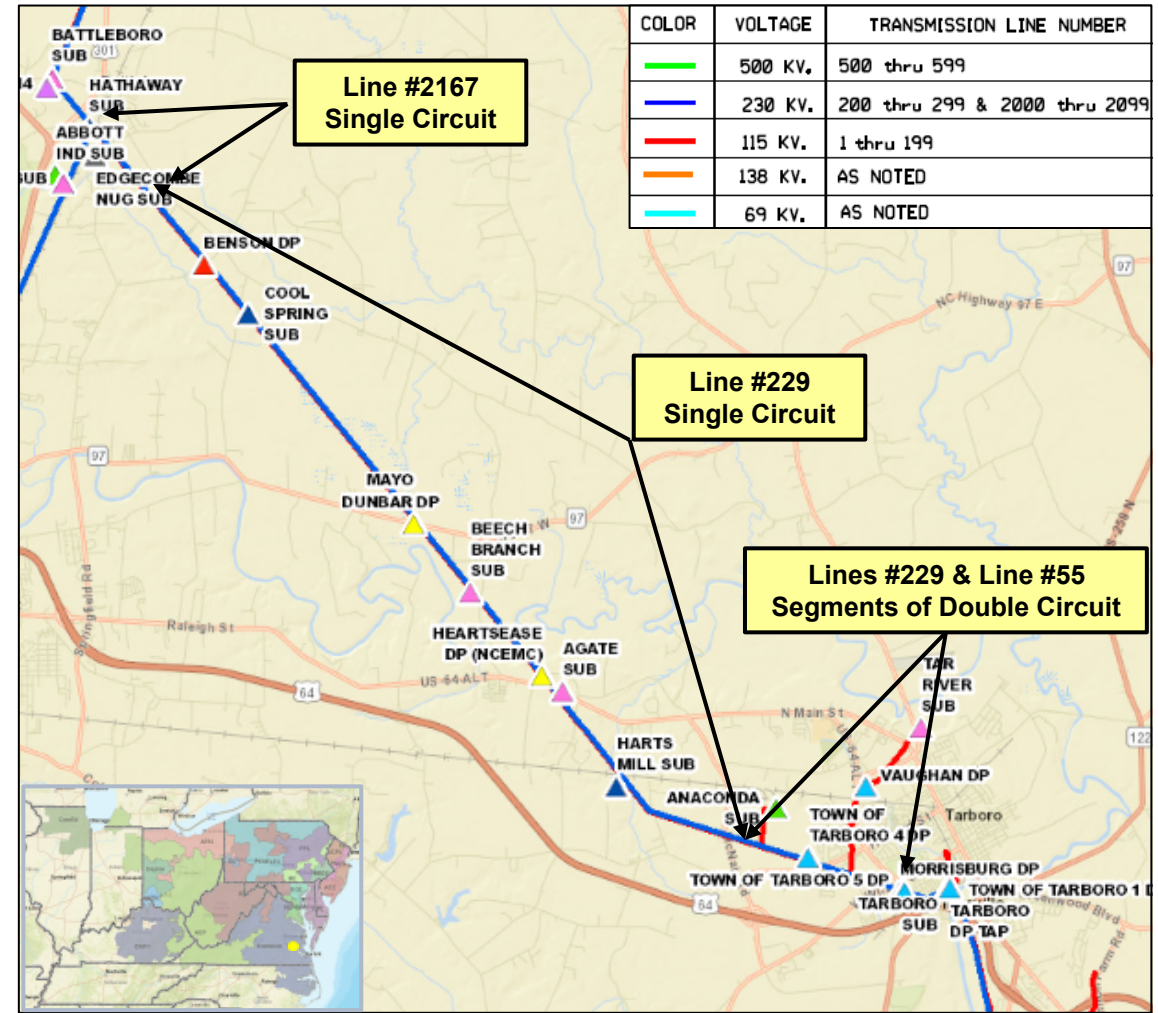 COLOR VOLTAGE TRANSMISSION LINE NUMBER
500 KV. 500 thru 599
230 KV. 200 thru 299 & 2000 thru 2099
115 KV. 1 thru 199
138 KV. AS NOTED
69 KV. AS NOTED
BATTLEBORO
SUB
301
HATHAWAY
SUB
ABBOTT
IND SUB
SUB
EDGECOMBE
NUG SUB
Line #2167
Single Circuit
BENSON DP
COOL
SPRING
SUB
97
NC Highway 97 E
Line #229
Single Circuit
97
MAYO
DUNBAR DP
W
97
BEECH
BRANCH
SUB
Lines #229 & Line #55
Segments of Double Circuit
Springfield Rd
Raleigh St
HEARTSEASE
DP (NCEMC)
AGATE
SUB
US 64 ALT
64
TAR
RIVER
SUB
N Main St
122
HARTS
MILL SUB
VAUGHAN DP
ANACONDA
SUB
TOWN OF
TARBORO 4 DP
Tarboro
TOWN OF TARBORO 5 DP
MORRISBURG DP
TOWN OF TARBORO 1 D
64
TARBORO
SUB
TARBORO
DP TAP